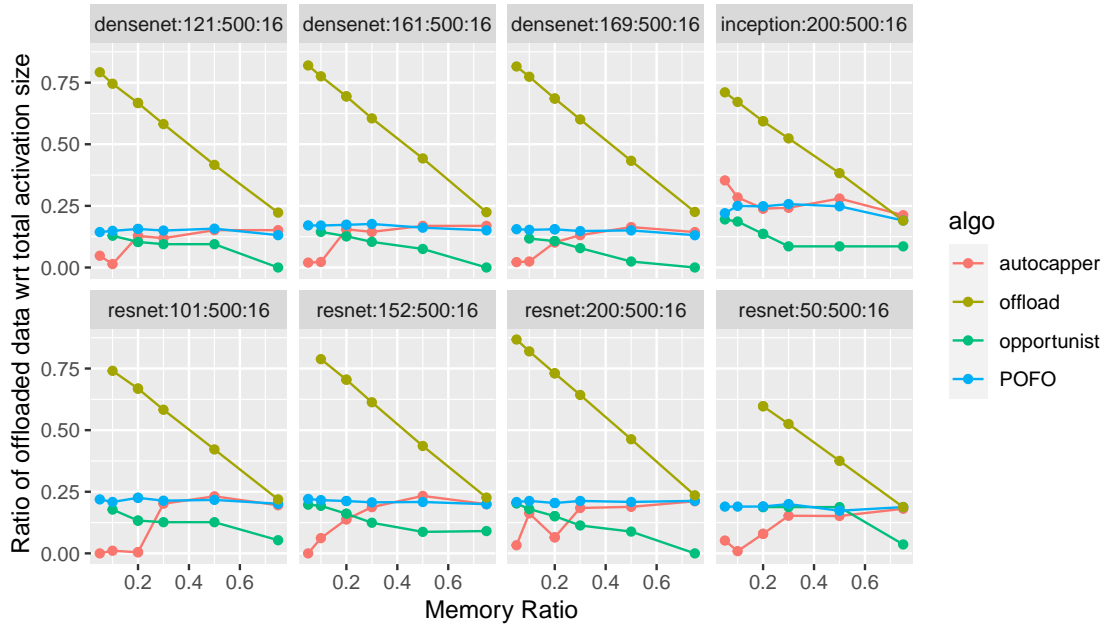 densenet:121:500:16 densenet:161:500:16 densenet:169:500:16 inception:200:500:16
0.75
0.50
0.25
0.00
resnet:101:500:16 resnet:152:500:16 resnet:200:500:16 resnet:50:500:16
0.75
0.50
0.25
0.00
0.2 0.4 0.6 0.2 0.4 0.6 0.2 0.4 0.6 0.2 0.4 0.6
Memory Ratio
Ratio of offloaded data wrt total activation size
algo
autocapper
offload
opportunist
POFO